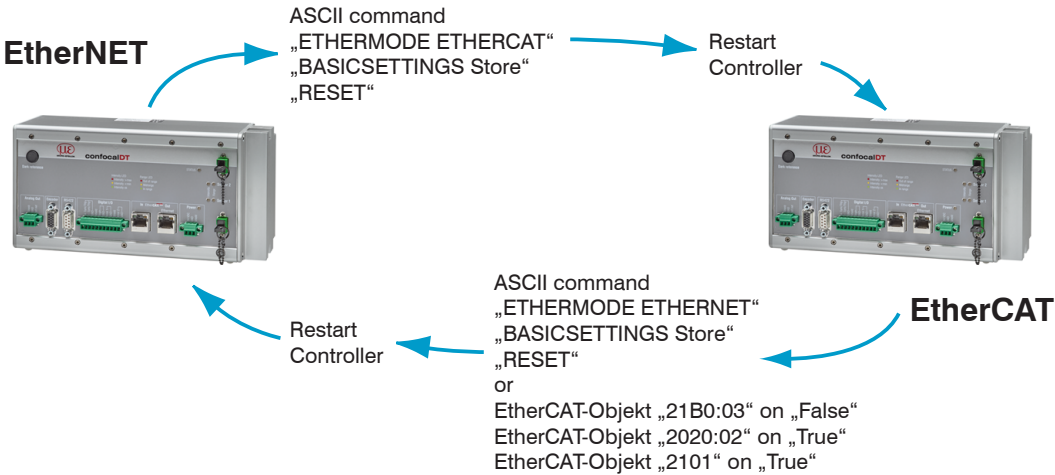 EtherNET
ASCII command
„ETHERMODE ETHERCAT“
„BASICSETTINGS Store“
„RESET“
Restart
Controller
confocalDT
confocalDT
EtherCAT
ASCII command
„ETHERMODE ETHERNET“
„BASICSETTINGS Store“
„RESET“
or
EtherCAT-Objekt „21B0:03“ on „False“
EtherCAT-Objekt „2020:02“ on „True“
EtherCAT-Objekt „2101“ on „True“
Restart
Controller